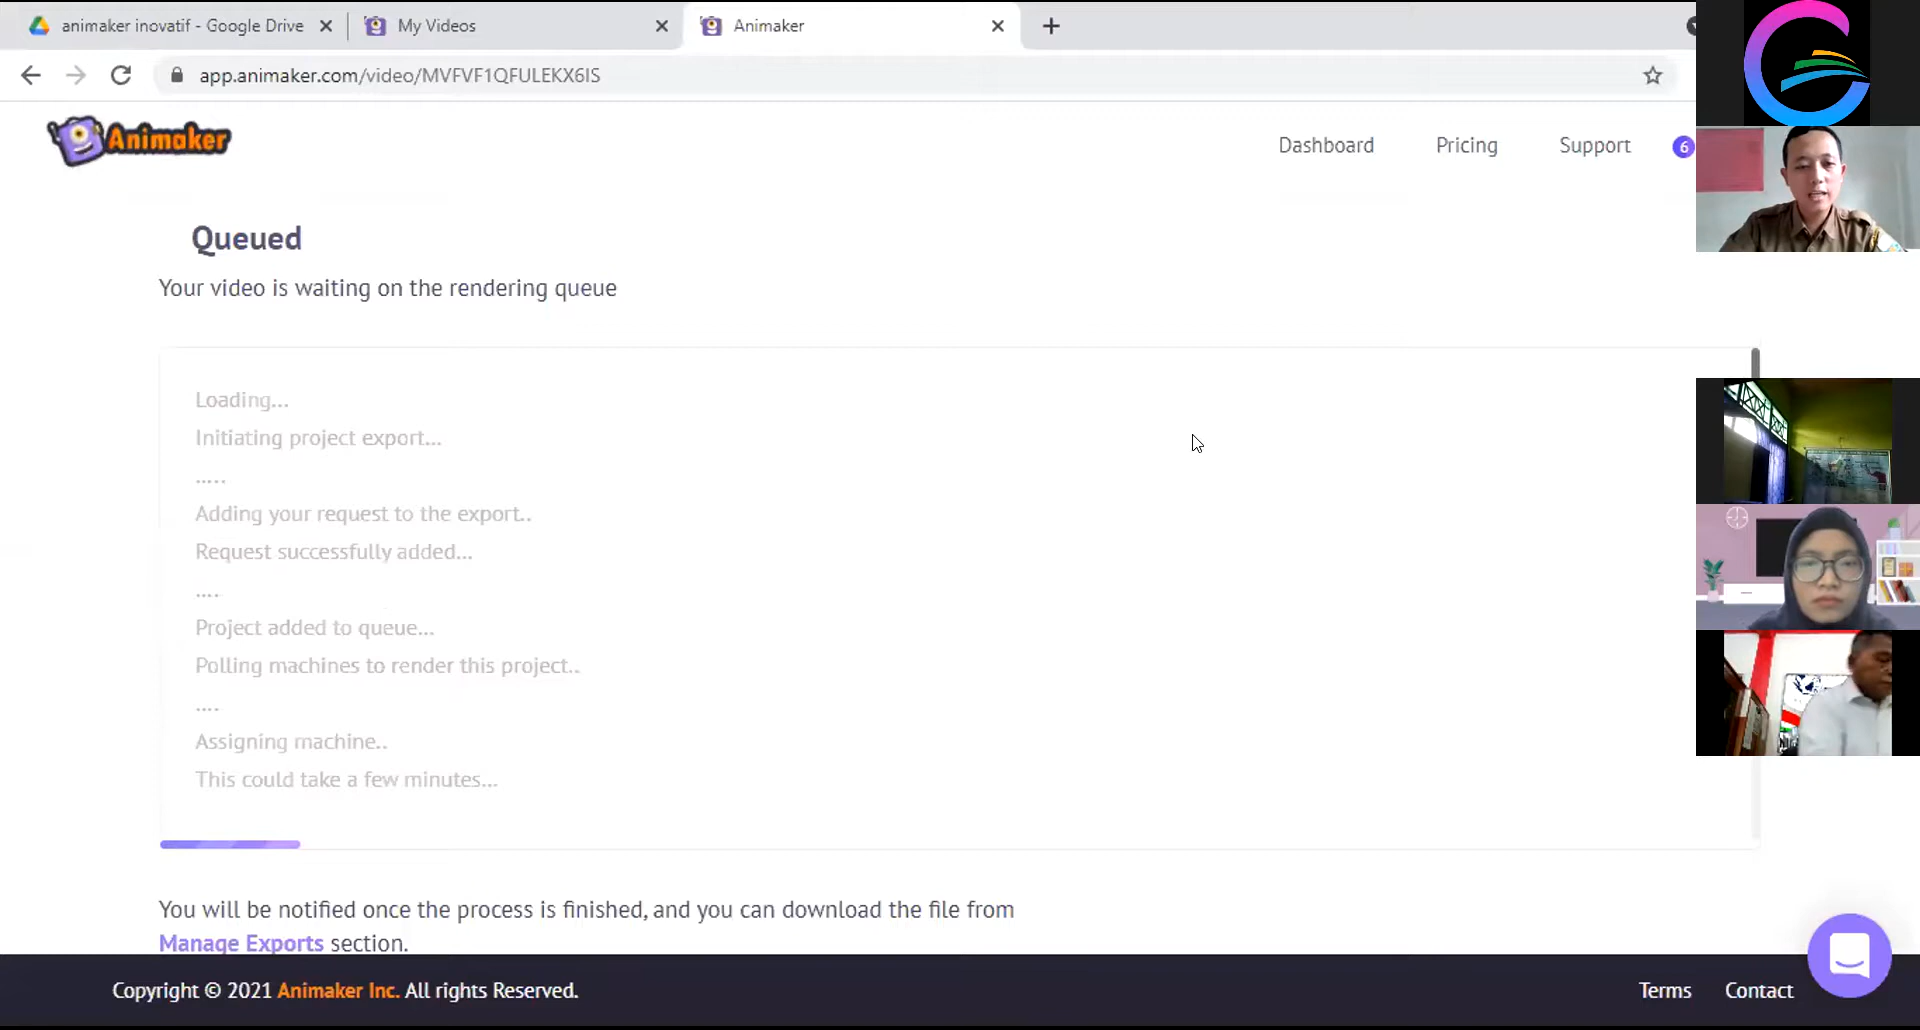 animaker inovatif - Google Drive
My Videos
Animaker
app.animaker.com/video/MVFVF1QFULEKX6IS
Animaker
Dashboard
Pricing
Support
6
Queued
Your video is waiting on the rendering queue
Loading...
Initiating project export...
.....
Adding your request to the export..
Request successfully added...
....
Project added to queue...
Polling machines to render this project..
....
Assigning machine..
This could take a few minutes...
You will be notified once the process is finished, and you can download the file from
Manage Exports section.
Copyright © 2021 Animaker Inc. All rights Reserved.
Terms
Contact